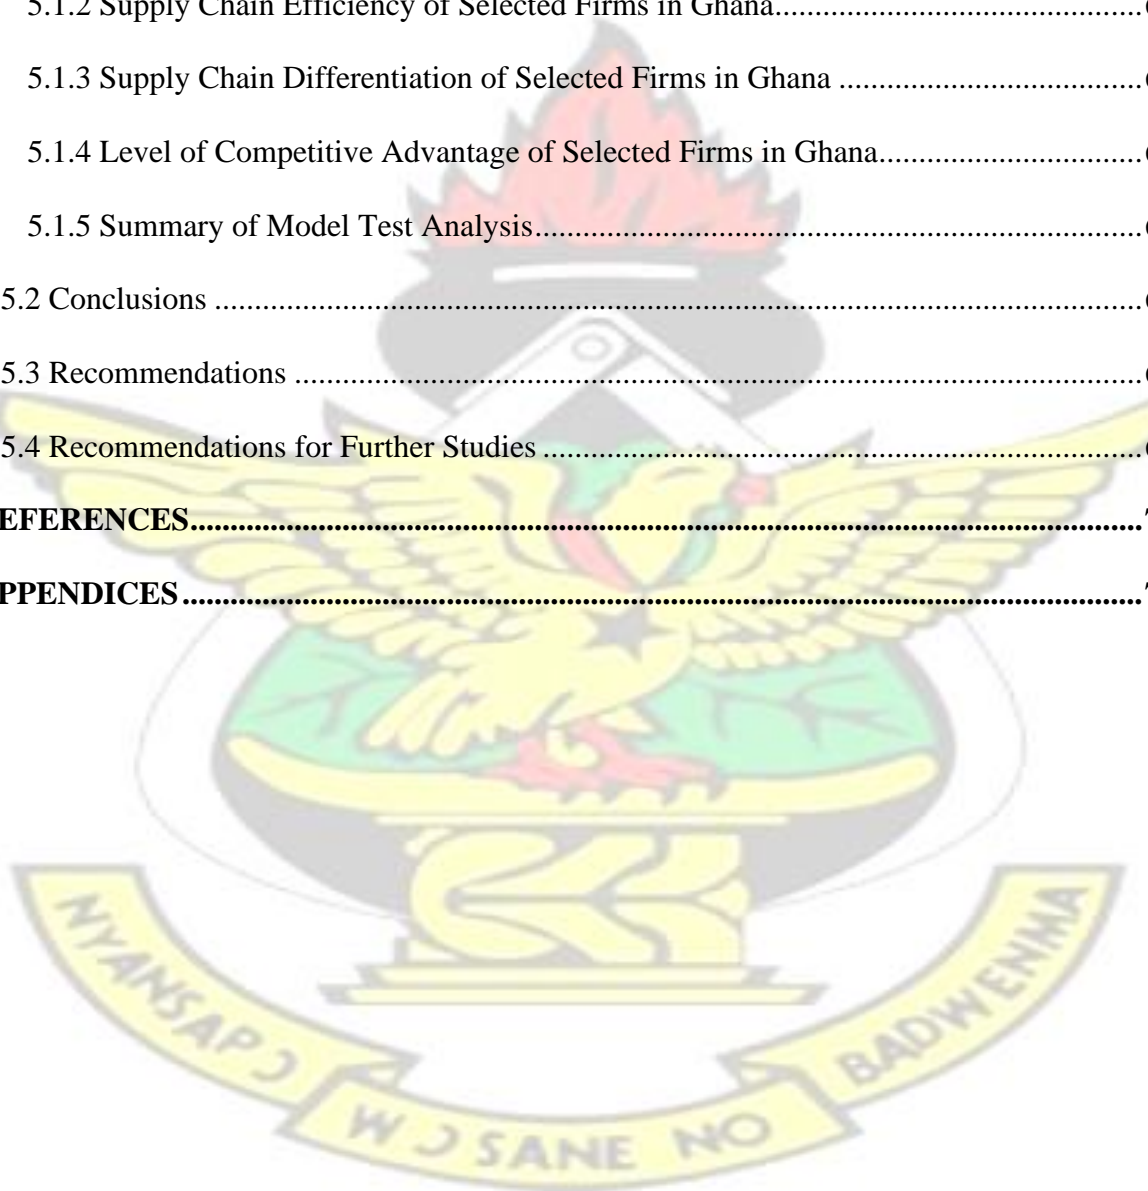 5.1.2 Supply Chain Efficiency of Selected Firms in Ghana..............................................
5.1.3 Supply Chain Differentiation of Selected Firms in Ghana ......................................
5.1.4 Level of Competitive Advantage of Selected Firms in Ghana.................................
5.1.5 Summary of Model Test Analysis.............................................................................
5.2 Conclusions .....................................................................................................................
5.3 Recommendations ...........................................................................................................
5.4 Recommendations for Further Studies ...........................................................................
EFERENCES.........................................................................................................................
PPENDICES .........................................................................................................................
NYANSAPƆ
WƆSANE NO
BADWENMA